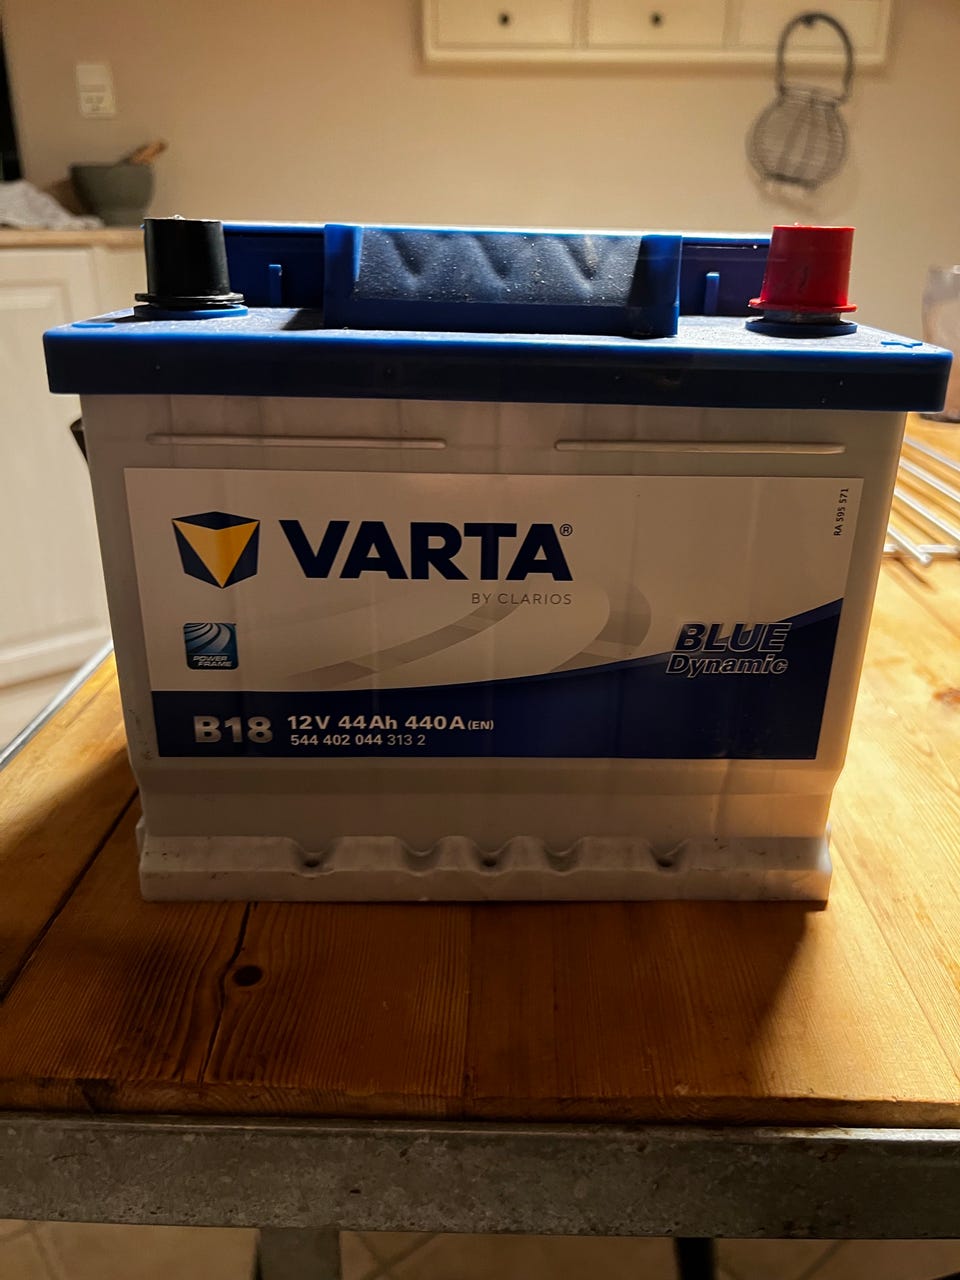 VARTA®
BY CLARIOS
RA 595 571
POWER
FRAME
BLUE
Dynamic
B18 12V 44Ah 440A (EN)
544 402 044 313 2